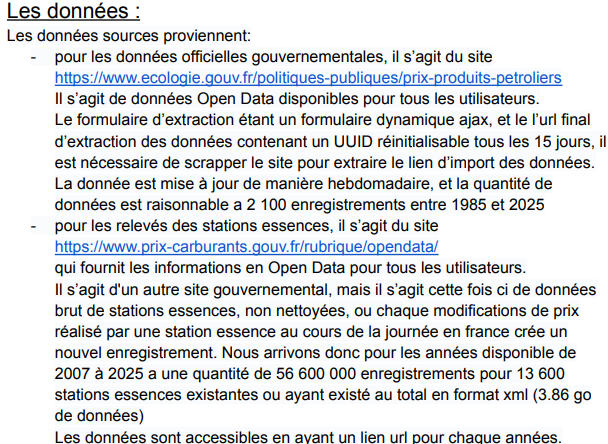 Les données :
Les données sources proviennent:
- pour les données officielles gouvernementales, il s'agit du site
https://www.ecologie.gouv.fr/politiques-publiques/prix-produits-petroliers
Il s'agit de données Open Data disponibles pour tous les utilisateurs.
Le formulaire d'extraction étant un formulaire dynamique ajax, et le l'url final
d'extraction des données contenant un UUID réinitialisable tous les 15 jours, il
est nécessaire de scrapper le site pour extraire le lien d'import des données.
La donnée est mise à jour de manière hebdomadaire, et la quantité de
données est raisonnable a 2 100 enregistrements entre 1985 et 2025
- pour les relevés des stations essences, il s'agit du site
https://www.prix-carburants.gouv.fr/rubrique/opendata/
qui fournit les informations en Open Data pour tous les utilisateurs.
Il s'agit d'un autre site gouvernemental, mais il s'agit cette fois ci de données
brut de stations essences, non nettoyées, ou chaque modifications de prix
réalisé par une station essence au cours de la journée en france crée un
nouvel enregistrement. Nous arrivons donc pour les années disponible de
2007 à 2025 a une quantité de 56 600 000 enregistrements pour 13 600
stations essences existantes ou ayant existé au total en format xml (3.86 go
de données)
Les données sont accessibles en ayant un lien url pour chaque années.